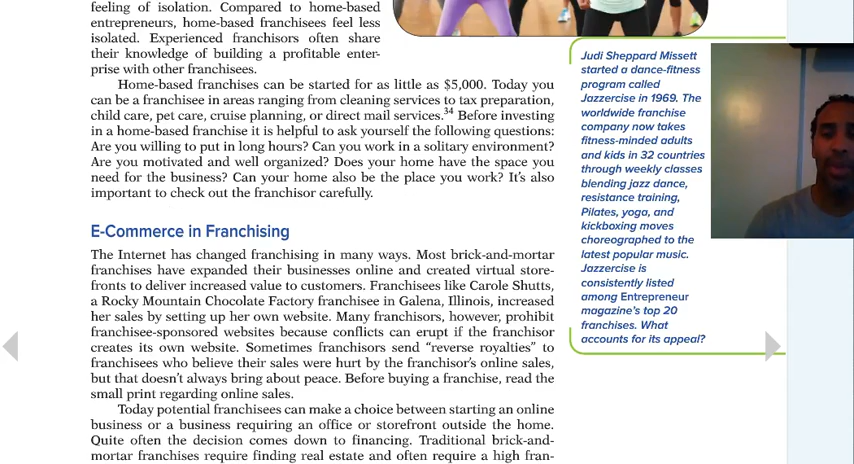 feeling of isolation. Compared to home-based
entrepreneurs, home-based franchisees feel less
isolated. Experienced franchisors often share
their knowledge of building a profitable enter-
prise with other franchisees.
Home-based franchises can be started for as little as $5,000. Today you
can be a franchisee in areas ranging from cleaning services to tax preparation,
child care, pet care, cruise planning, or direct mail services.34 Before investing
in a home-based franchise it is helpful to ask yourself the following questions:
Are you willing to put in long hours? Can you work in a solitary environment?
Are you motivated and well organized? Does your home have the space you
need for the business? Can your home also be the place you work? It’s also
important to check out the franchisor carefully.
E-Commerce in Franchising
The Internet has changed franchising in many ways. Most brick-and-mortar
franchises have expanded their businesses online and created virtual store-
fronts to deliver increased value to customers. Franchisees like Carole Shutts,
a Rocky Mountain Chocolate Factory franchisee in Galena, Illinois, increased
her sales by setting up her own website. Many franchisors, however, prohibit
franchisee-sponsored websites because conflicts can erupt if the franchisor
creates its own website. Sometimes franchisors send “reverse royalties” to
franchisees who believe their sales were hurt by the franchisor’s online sales,
but that doesn’t always bring about peace. Before buying a franchise, read the
small print regarding online sales.
Today potential franchisees can make a choice between starting an online
business or a business requiring an office or storefront outside the home.
Quite often the decision comes down to financing. Traditional brick-and-
mortar franchises require finding real estate and often require a high fran-
Judi Sheppard Missett
started a dance-fitness
program called
Jazzercise in 1969. The
worldwide franchise
company now takes
fitness-minded adults
and kids in 32 countries
through weekly classes
blending jazz dance,
resistance training,
Pilates, yoga, and
kickboxing moves
choreographed to the
latest popular music.
Jazzercise is
consistently listed
among Entrepreneur
magazine’s top 20
franchises. What
accounts for its appeal?